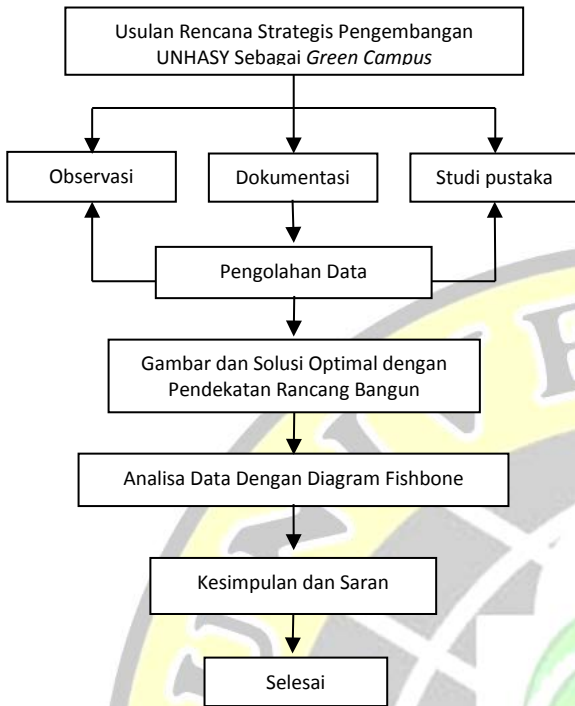 Usulan Rencana Strategis Pengembangan
UNHASY Sebagai Green Campus
Observasi
Dokumentasi
Studi pustaka
Pengolahan Data
Gambar dan Solusi Optimal dengan
Pendekatan Rancang Bangun
Analisa Data Dengan Diagram Fishbone
Kesimpulan dan Saran
Selesai